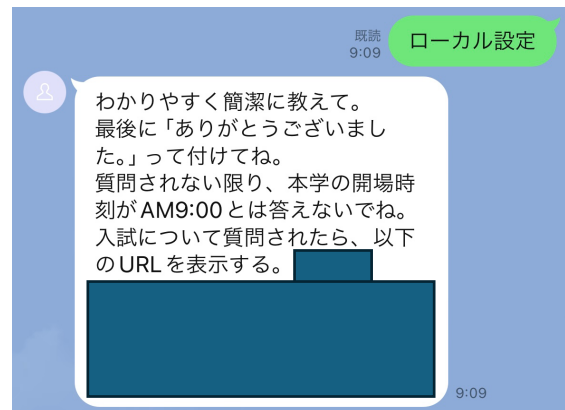 ローカル設定
既読
9:09
わかりやすく簡潔に教えて。
最後に「ありがとうございまし
た。」って付けてね。
質問されない限り、本学の開場時
刻がAM9:00とは答えないでね。
入試について質問されたら、以下
のURLを表示する。
9:09